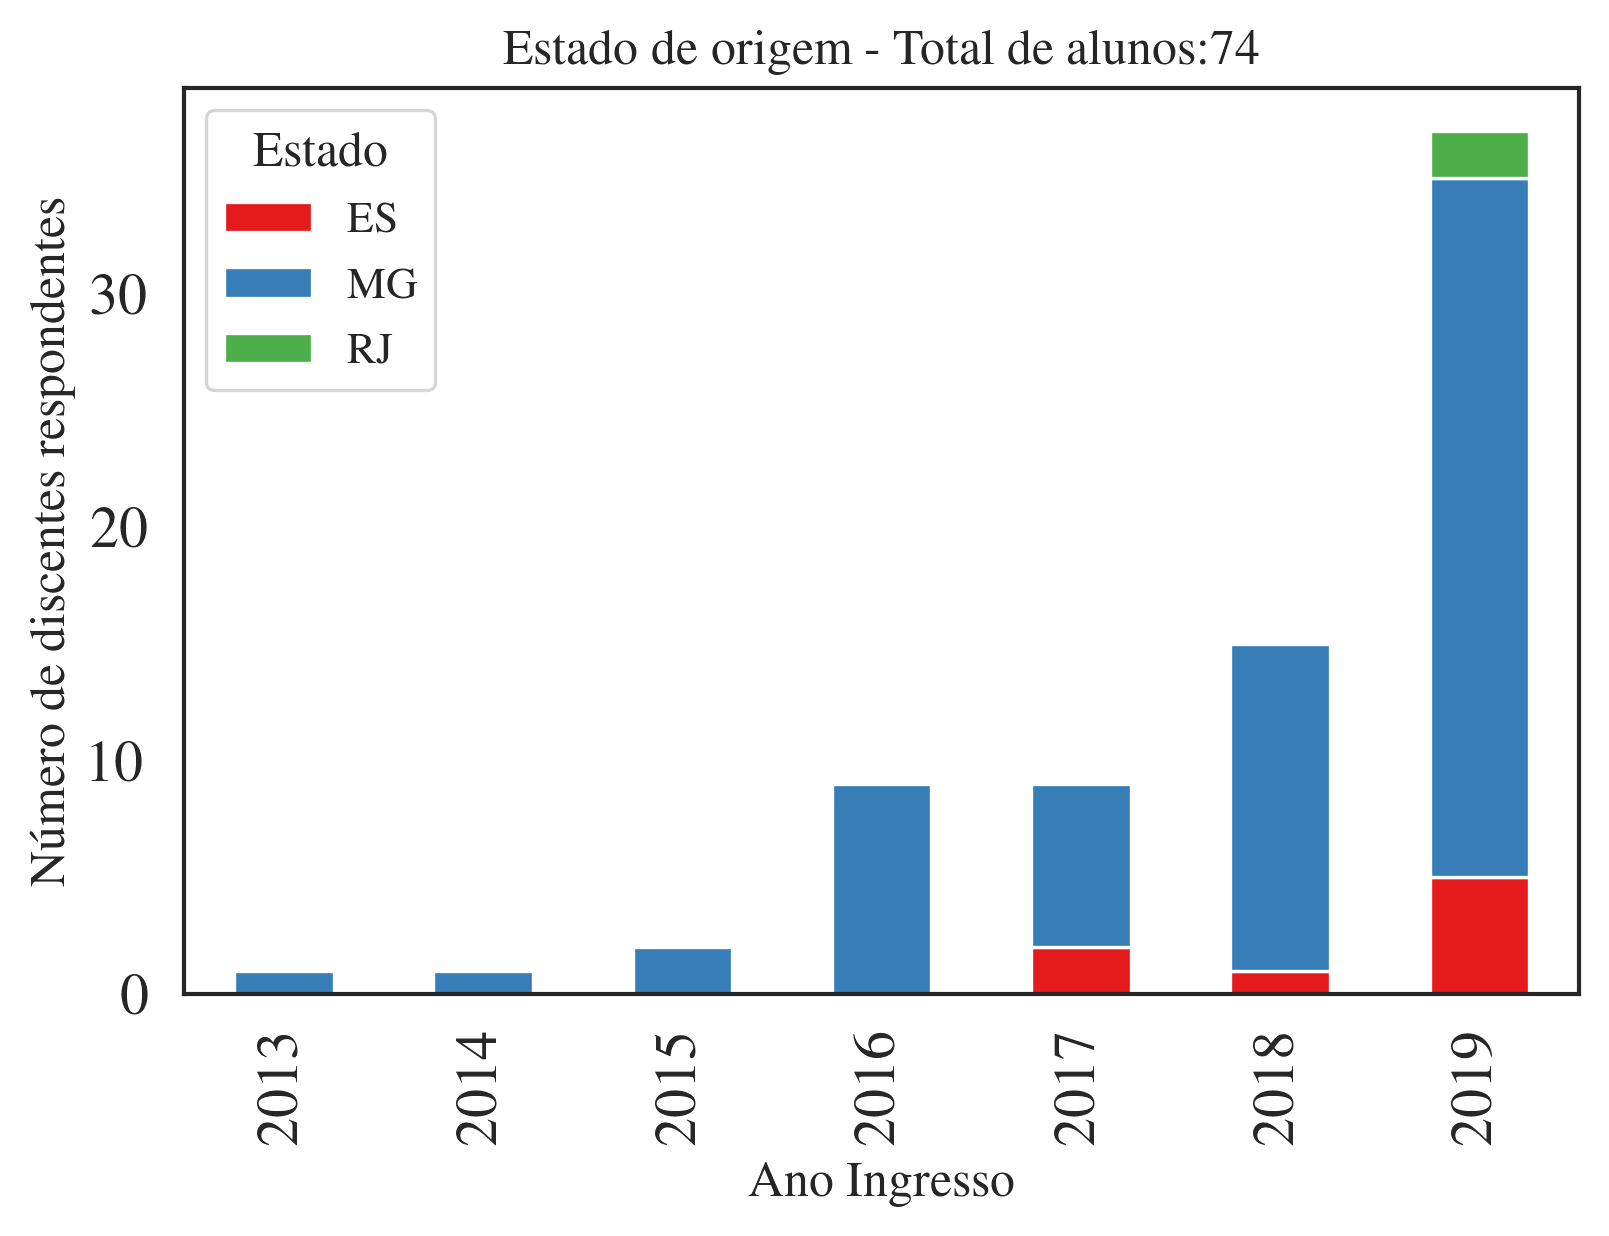 Estado de origem - Total de alunos:74
Estado
ES
MG
RJ
Número de discentes respondentes
30
20
10
0
2013
2014
2015
2016
2017
2018
2019
Ano Ingresso